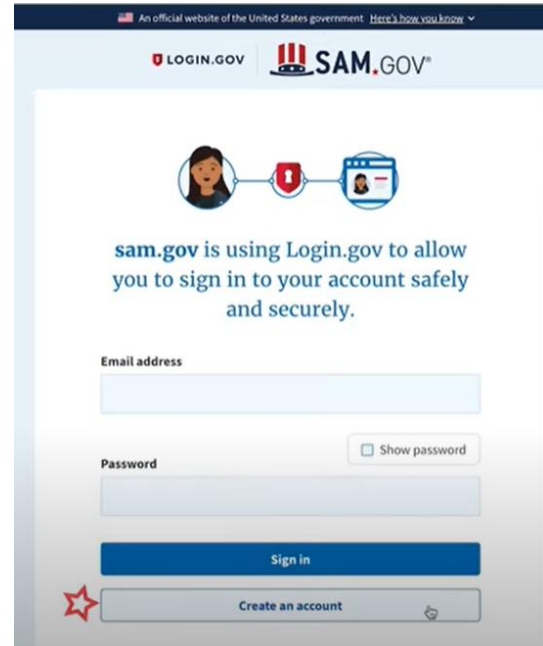 An official website of the United States government Here's how you know
LOGIN.GOV SAM.GOV®
sam.gov is using Login.gov to allow
you to sign in to your account safely
and securely.
Email address
Show password
Password
Sign in
Create an account